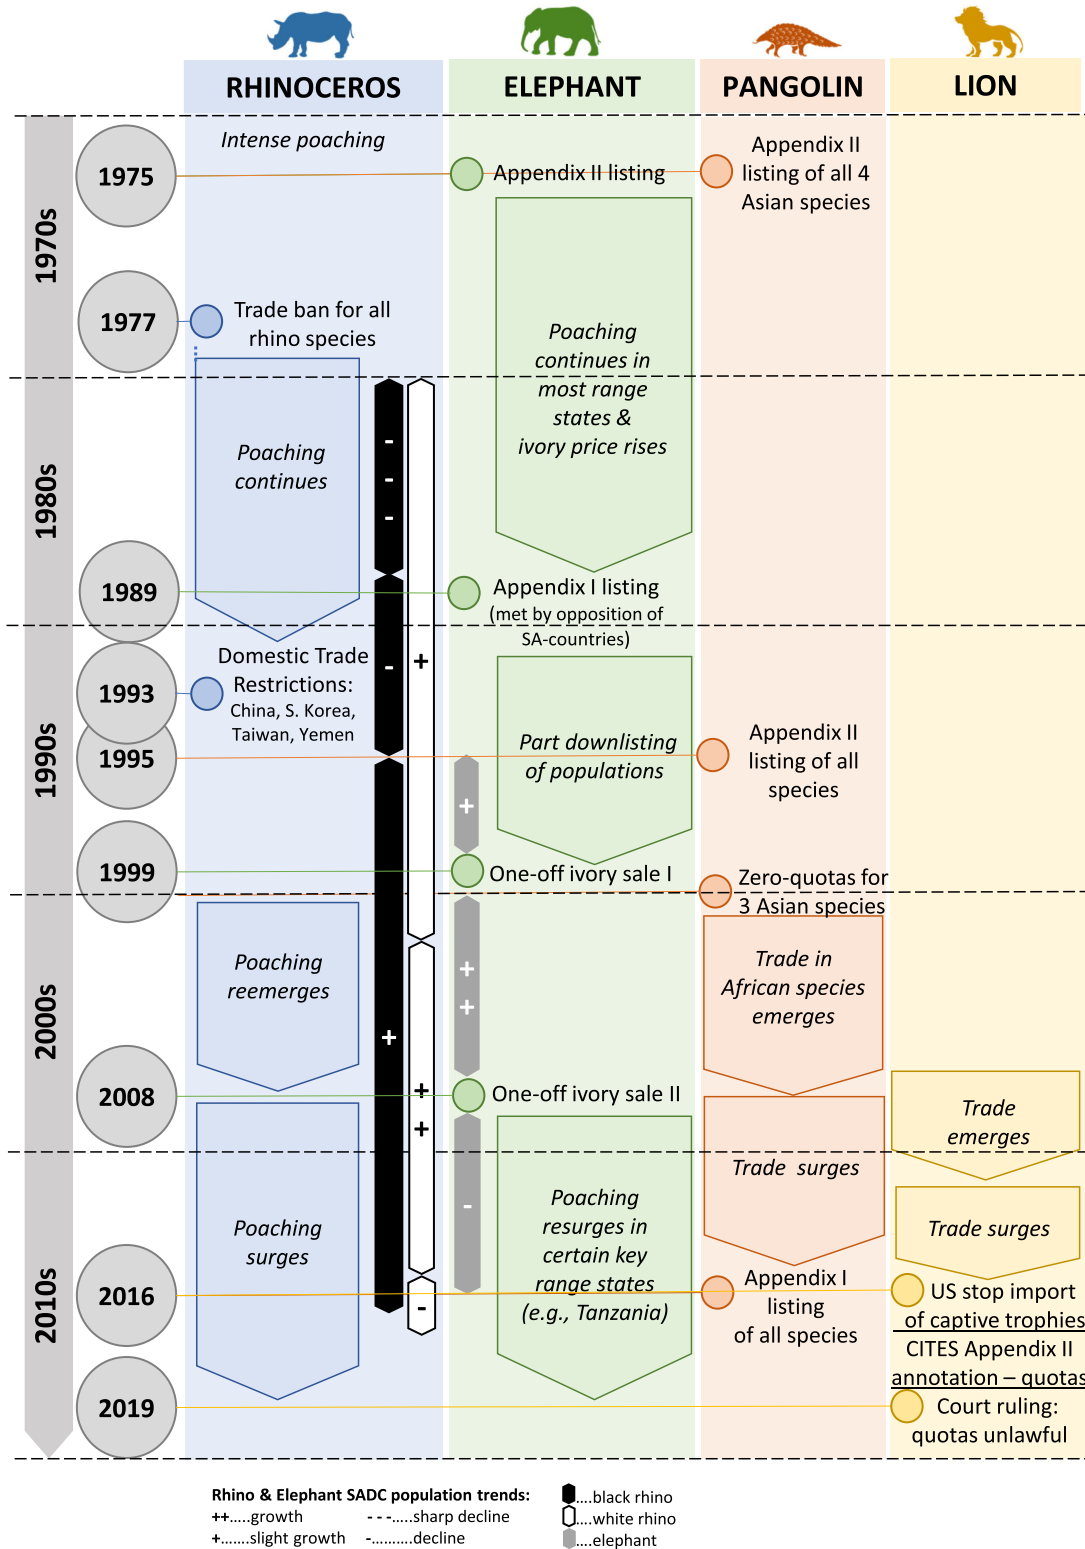 RHINOCEROS
ELEPHANT
PANGOLIN
LION
1970s
1980s
1990s
2000s
2010s
1975
1977
1989
1993
1995
1999
2008
2016
2019
Intense poaching
Trade ban for all
rhino species
Poaching
continues
Domestic Trade
Restrictions:
China, S. Korea,
Taiwan, Yemen
Poaching
reemerges
Poaching
surges
-
-
-
-
+
+
+
+
-
Appendix II listing
Poaching
continues in
most range
states &
ivory price rises
Appendix I listing
(met by opposition of
SA-countries)
Part downlisting
of populations
+
One-off ivory sale I
+
+
One-off ivory sale II
-
Poaching
resurges in
certain key
range states
(e.g., Tanzania)
Appendix II
listing of all 4
Asian species
Appendix II
listing of all
species
Zero-quotas for
3 Asian species
Trade in
African species
emerges
Trade surges
Appendix I
listing
of all species
Trade
emerges
Trade surges
US stop import
of captive trophies
CITES Appendix II
annotation – quotas
Court ruling:
quotas unlawful
Rhino & Elephant SADC population trends:
++.....growth
- - -.....sharp decline
+.......slight growth
-..........decline
....black rhino
....white rhino
....elephant